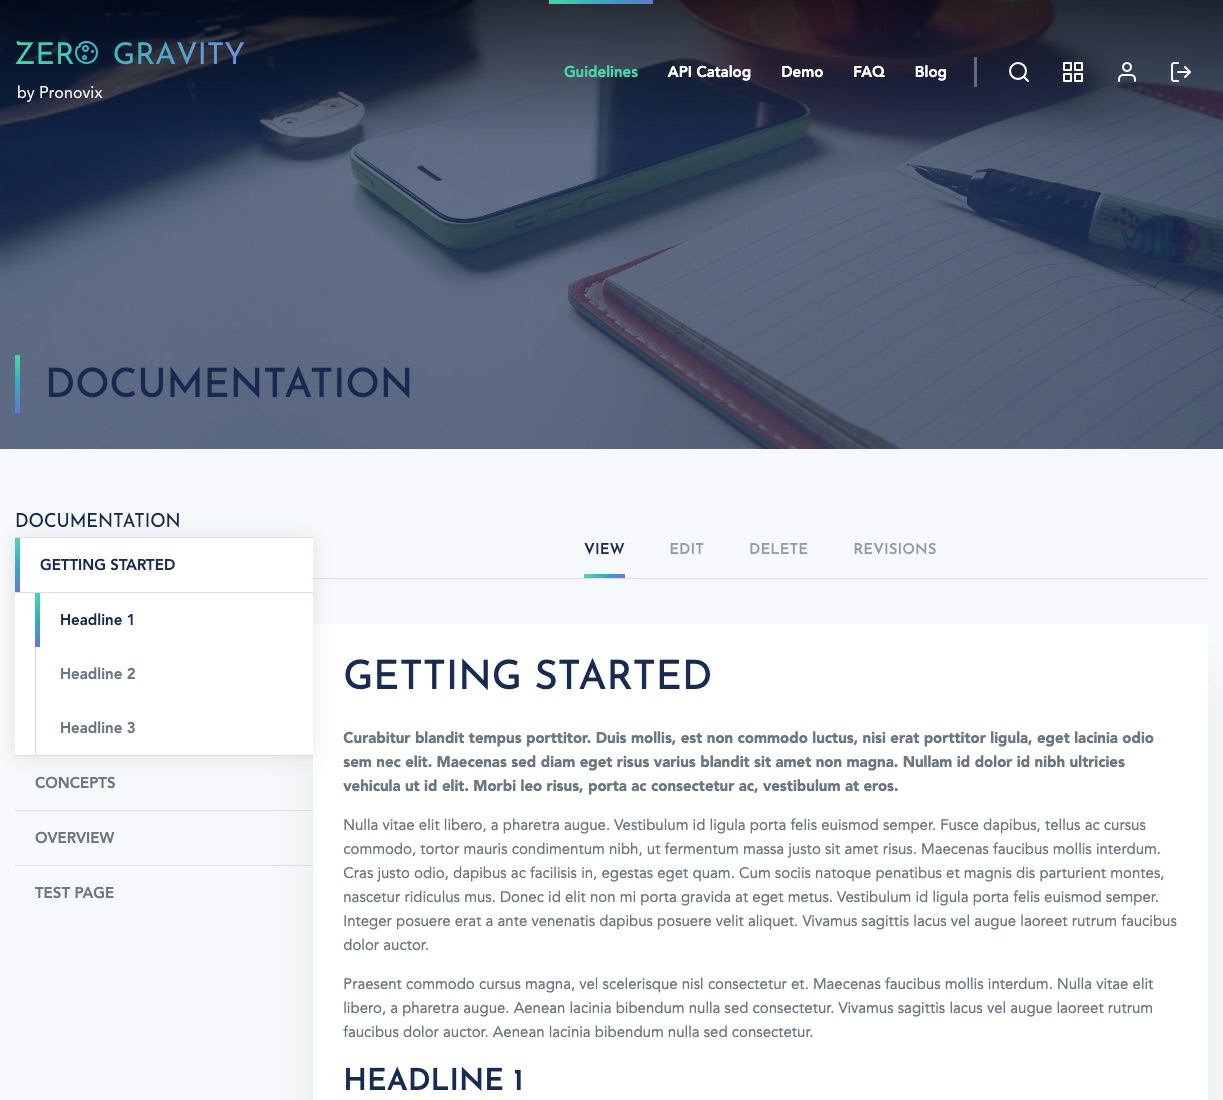 ZERO GRAVITY
by Pronovix
Guidelines API Catalog Demo FAQ Blog
DOCUMENTATION
DOCUMENTATION
GETTING STARTED
Headline 1
Headline 2
Headline 3
CONCEPTS
OVERVIEW
TEST PAGE
VIEW EDIT DELETE REVISIONS
GETTING STARTED
Curabitur blandit tempus porttitor. Duis mollis, est non commodo luctus, nisi erat porttitor ligula, eget lacinia odio
sem nec elit. Maecenas sed diam eget risus varius blandit sit amet non magna. Nullam id dolor id nibh ultricies
vehicula ut id elit. Morbi leo risus, porta ac consectetur ac, vestibulum at eros.
Nulla vitae elit libero, a pharetra augue. Vestibulum id ligula porta felis euismod semper. Fusce dapibus, tellus ac cursus
commodo, tortor mauris condimentum nibh, ut fermentum massa justo sit amet risus. Maecenas faucibus mollis interdum.
Cras justo odio, dapibus ac facilisis in, egestas eget quam. Cum sociis natoque penatibus et magnis dis parturient montes,
nascetur ridiculus mus. Donec id elit non mi porta gravida at eget metus. Vestibulum id ligula porta felis euismod semper.
Integer posuere erat a ante venenatis dapibus posuere velit aliquet. Vivamus sagittis lacus vel augue laoreet rutrum faucibus
dolor auctor.
Praesent commodo cursus magna, vel scelerisque nisl consectetur et. Maecenas faucibus mollis interdum. Nulla vitae elit
libero, a pharetra augue. Aenean lacinia bibendum nulla sed consectetur. Vivamus sagittis lacus vel augue laoreet rutrum
faucibus dolor auctor. Aenean lacinia bibendum nulla sed consectetur.
HEADLINE 1